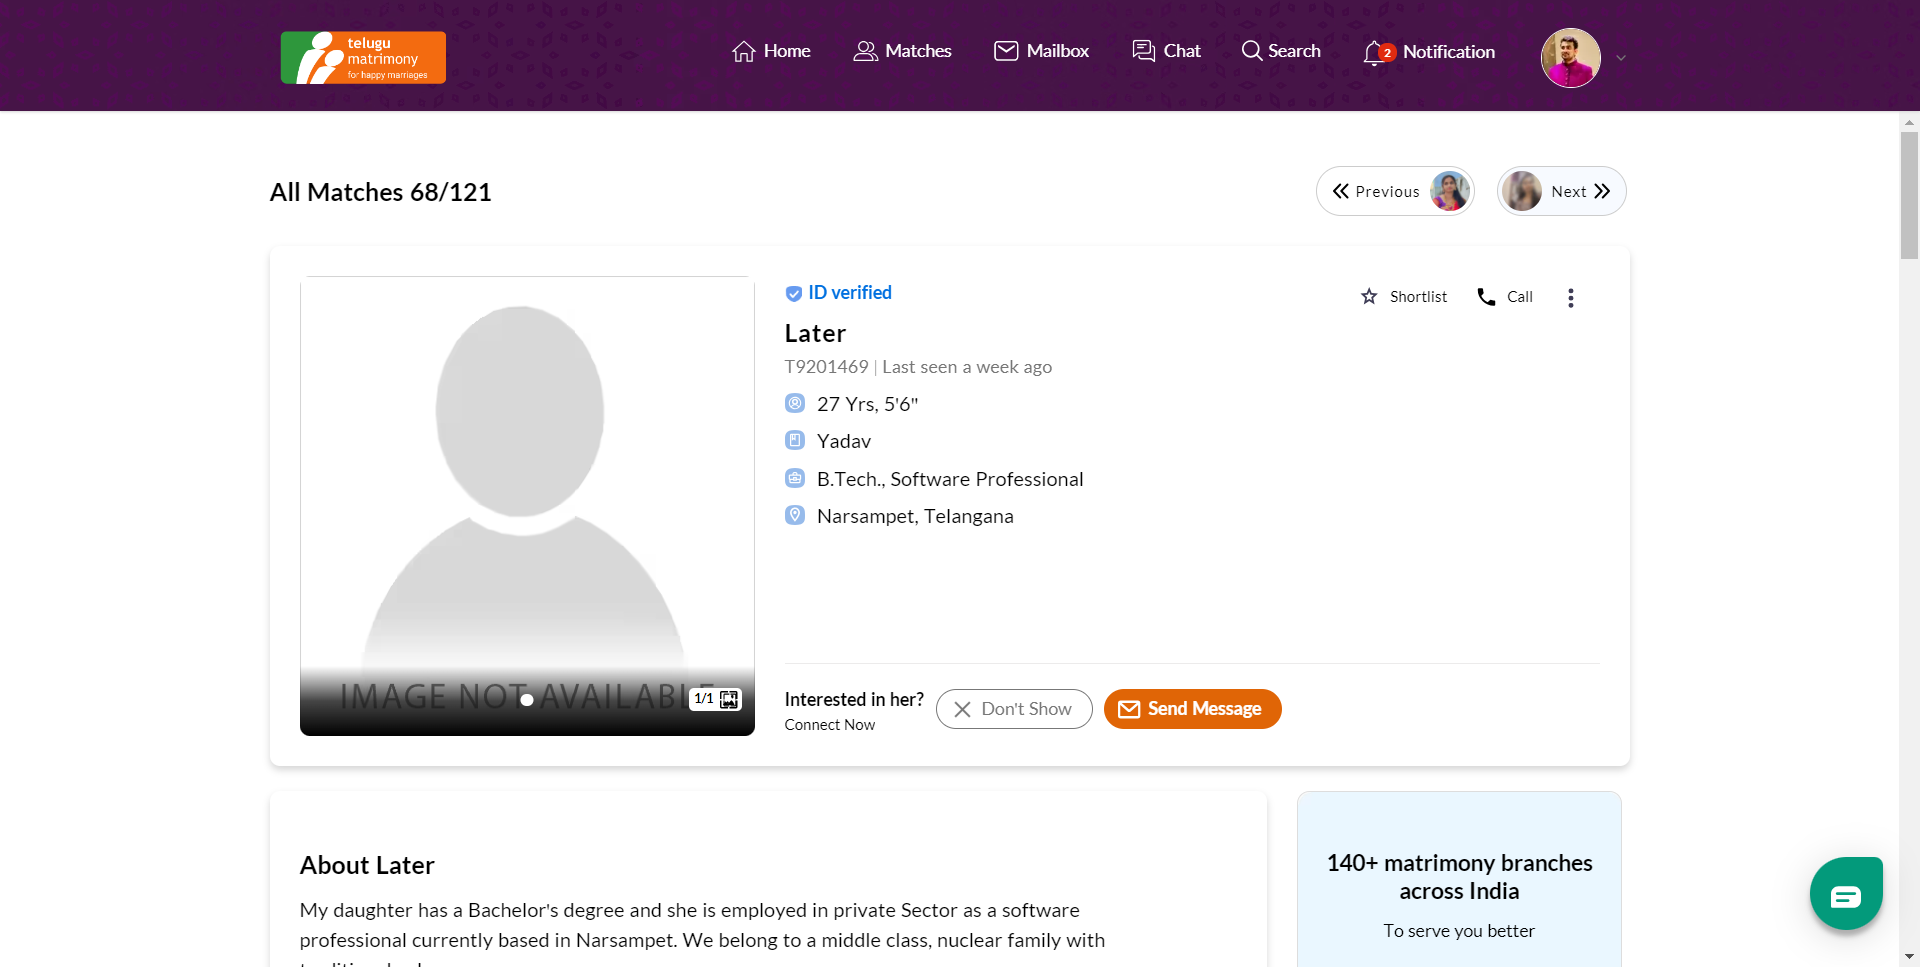 telugu
matrimony
for happy marriages
Home
Matches
Mailbox
Chat
Search
2
Notification
All Matches 68/121
Previous
Next
ID verified
Shortlist
Call
Later
T9201469 | Last seen a week ago
27 Yrs, 5'6"
Yadav
B.Tech., Software Professional
Narsampet, Telangana
IMAGE NOT AVAILABLE
1/1
Interested in her?
Connect Now
Don't Show
Send Message
About Later
My daughter has a Bachelor's degree and she is employed in private Sector as a software
professional currently based in Narsampet. We belong to a middle class, nuclear family with
140+ matrimony branches
across India
To serve you better